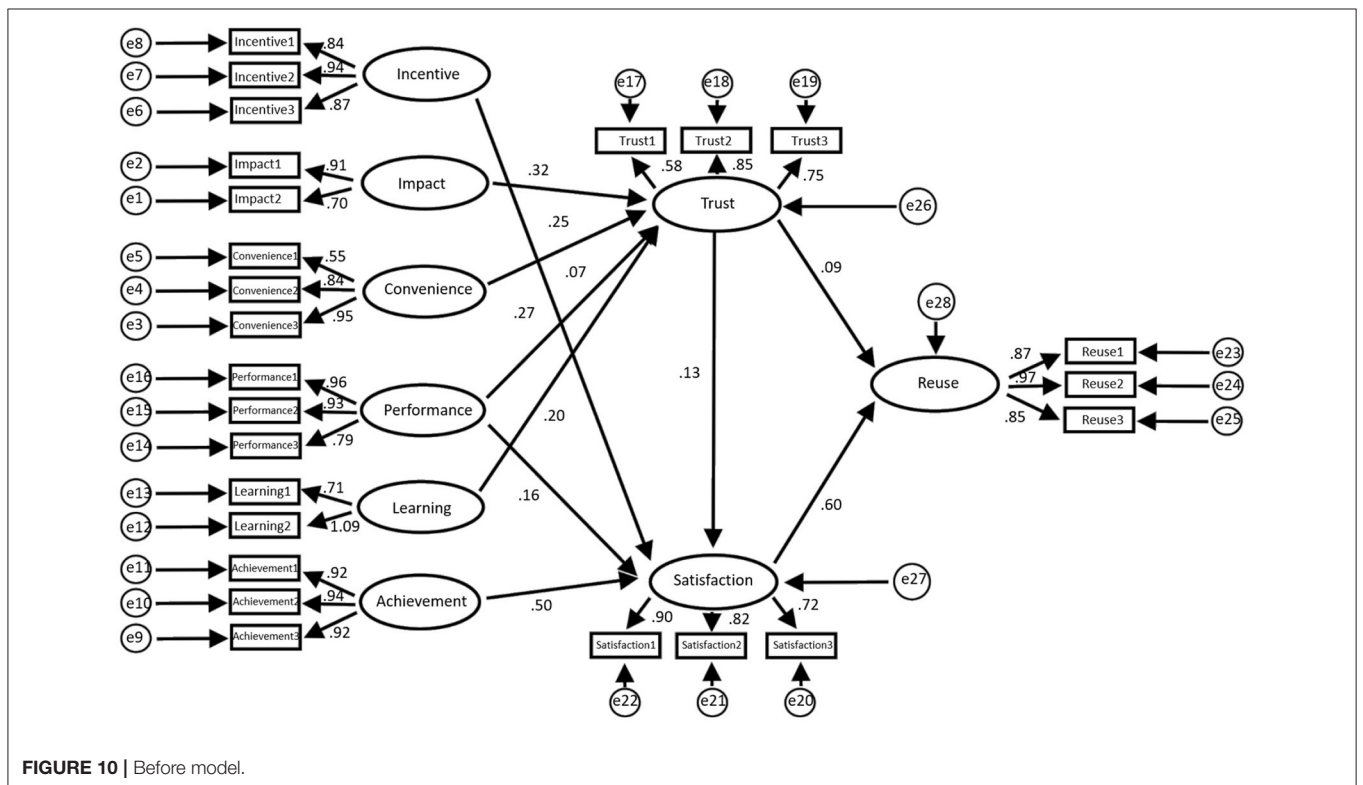 e8 Incentive1 .84
e7 Incentive2 .94
e6 Incentive3 .87
Incentive
e2 Impact1 .91
e1 Impact2 .70
Impact
.32
e5 Convenience1 .55
e4 Convenience2 .84
e3 Convenience3 .95
Convenience
.25
.07
e16 Performance1 .96
e15 Performance2 .93
e14 Performance3 .79
Performance
.27
.16
e13 Learning1 .71
e12 Learning2 1.09
Learning
.20
e11 Achievement1 .92
e10 Achievement2 .94
e9 Achievement3 .92
Achievement
.50
e17 e18 e19
Trust1 Trust2 Trust3
.58 .85 .75
Trust
e26
.13
.09
e28
Reuse
.87 Reuse1 e23
.97 Reuse2 e24
.85 Reuse3 e25
.60
Satisfaction
e27
.90 .82 .72
Satisfaction1 Satisfaction2 Satisfaction3
e22 e21 e20
FIGURE 10 | Before model.